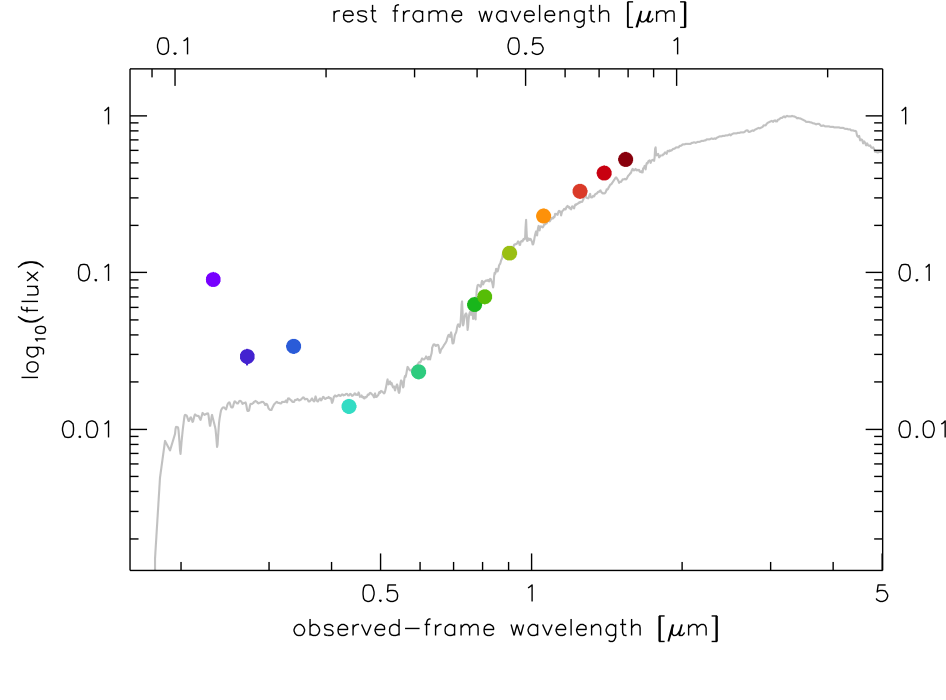 rest frame wavelength [μm]
0.1 0.5 1
1 1
0.1 0.1
0.01 0.01
log10(flux)
0.5 1 5
observed-frame wavelength [μm]